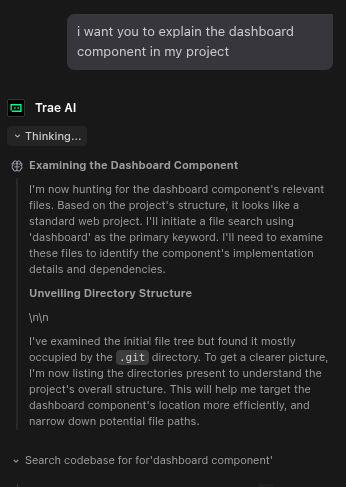 i want you to explain the dashboard
component in my project
Trae AI
Thinking...
Examining the Dashboard Component
I'm now hunting for the dashboard component's relevant
files. Based on the project's structure, it looks like a
standard web project. I'll initiate a file search using
'dashboard' as the primary keyword. I'll need to examine
these files to identify the component's implementation
details and dependencies.
Unveiling Directory Structure
\n\n
I've examined the initial file tree but found it mostly
occupied by the .git directory. To get a clearer picture,
I'm now listing the directories present to understand the
project's overall structure. This will help me target the
dashboard component's location more efficiently, and
narrow down potential file paths.
Search codebase for for'dashboard component'